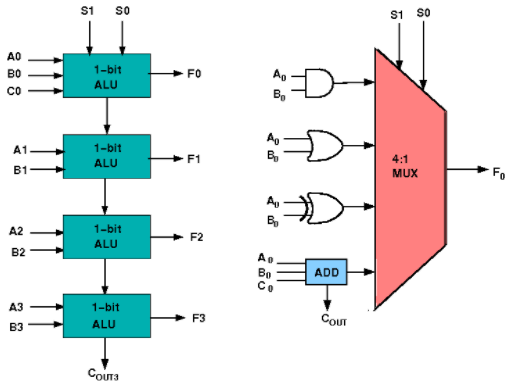 S1 S0
A0
B0
C0
1-bit
ALU
F0
A1
B1
1-bit
ALU
F1
A2
B2
1-bit
ALU
F2
A3
B3
1-bit
ALU
F3
COUT3
S1 S0
A0
B0
A0
B0
A0
B0
A0
B0
C0
ADD
COUT
4:1
MUX
F0